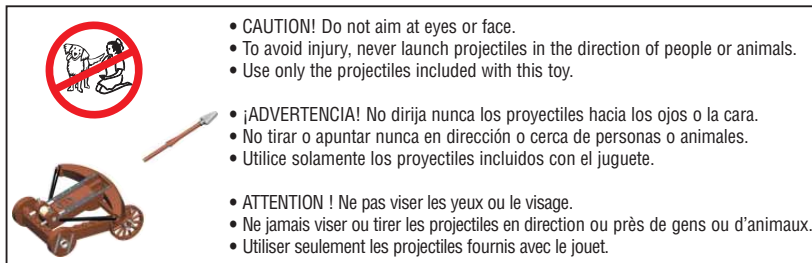 • CAUTION! Do not aim at eyes or face.
• To avoid injury, never launch projectiles in the direction of people or animals.
• Use only the projectiles included with this toy.
• ¡ADVERTENCIA! No dirija nunca los proyectiles hacia los ojos o la cara.
• No tirar o apuntar nunca en dirección o cerca de personas o animales.
• Utilice solamente los proyectiles incluidos con el juguete.
• ATTENTION ! Ne pas viser les yeux ou le visage.
• Ne jamais viser ou tirer les projectiles en direction ou près de gens ou d'animaux.
• Utiliser seulement les projectiles fournis avec le jouet.